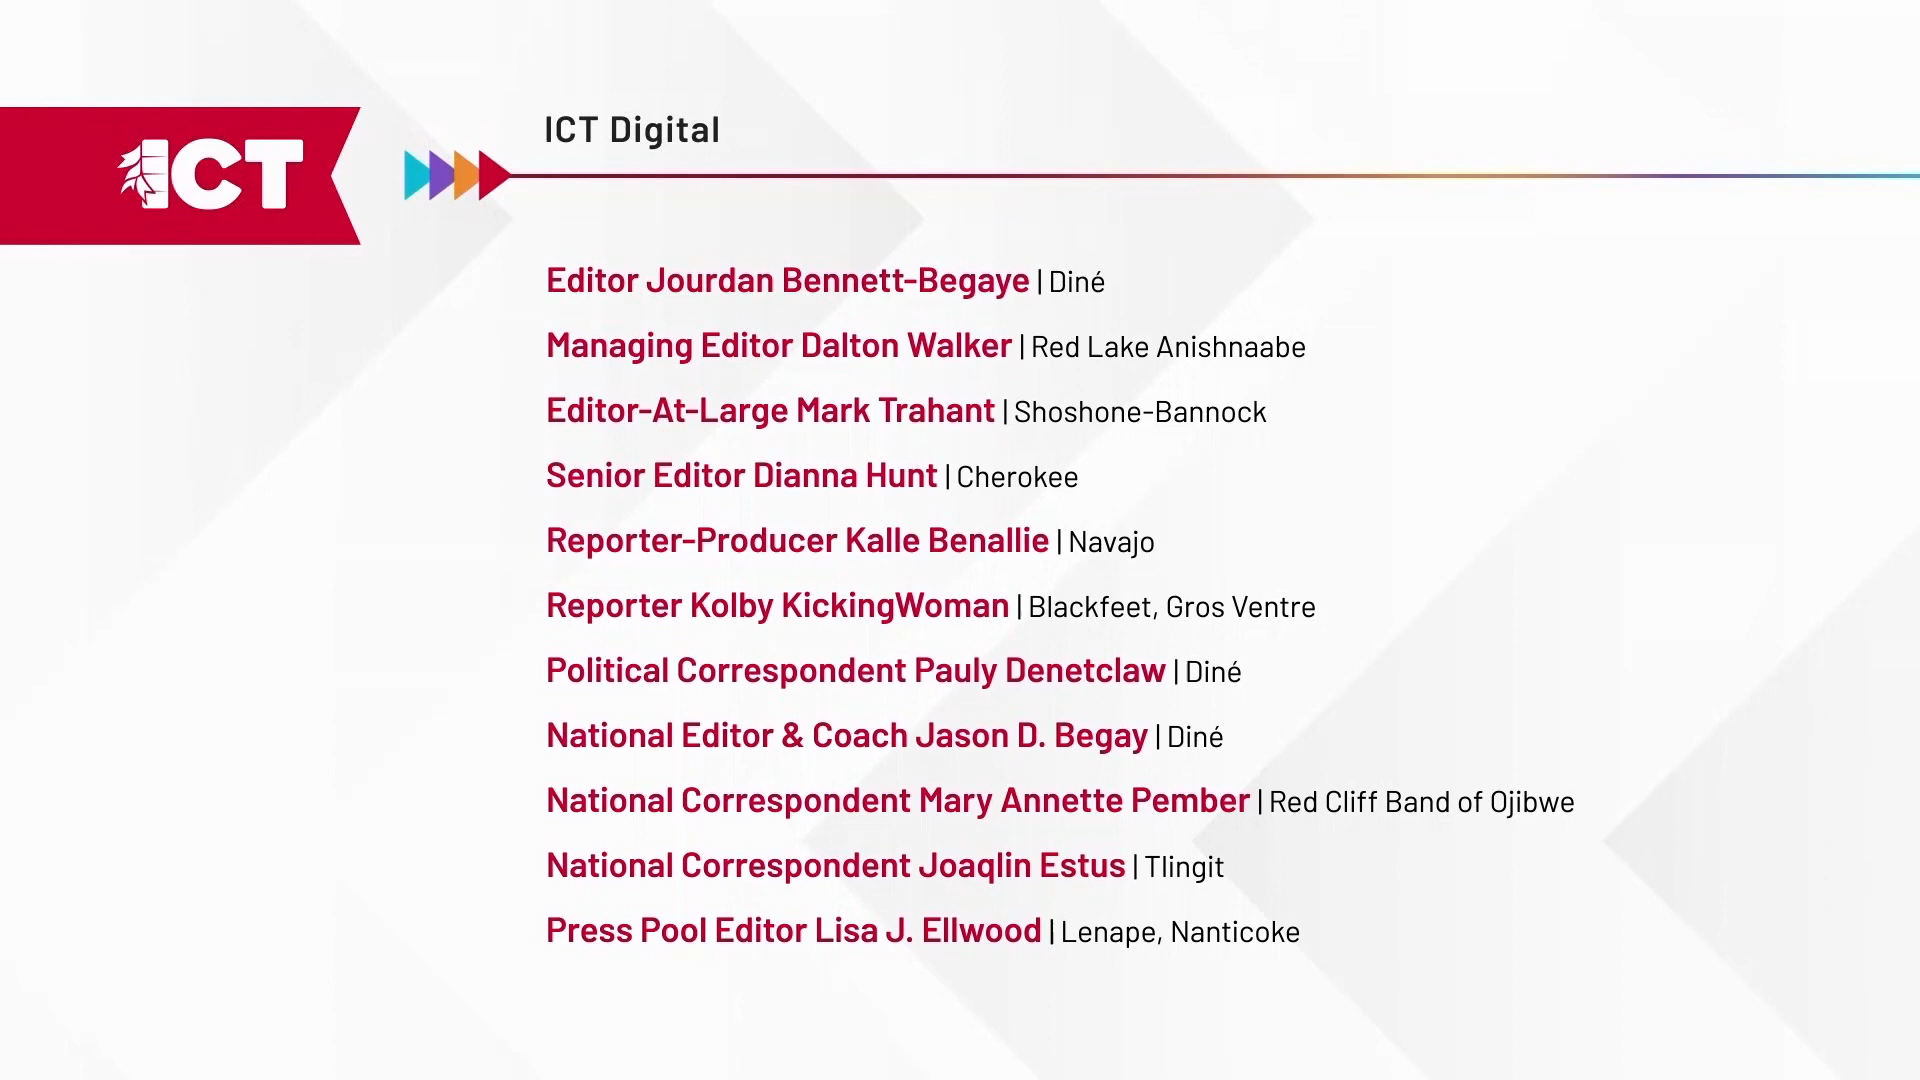 ICT
ICT Digital
Editor Jourdan Bennett-Begaye | Diné
Managing Editor Dalton Walker | Red Lake Anishnaabe
Editor-At-Large Mark Trahant | Shoshone-Bannock
Senior Editor Dianna Hunt | Cherokee
Reporter-Producer Kalle Benallie | Navajo
Reporter Kolby KickingWoman | Blackfeet, Gros Ventre
Political Correspondent Pauly Denetclaw | Diné
National Editor & Coach Jason D. Begay | Diné
National Correspondent Mary Annette Pember | Red Cliff Band of Ojibwe
National Correspondent Joaqlin Estus | Tlingit
Press Pool Editor Lisa J. Ellwood | Lenape, Nanticoke